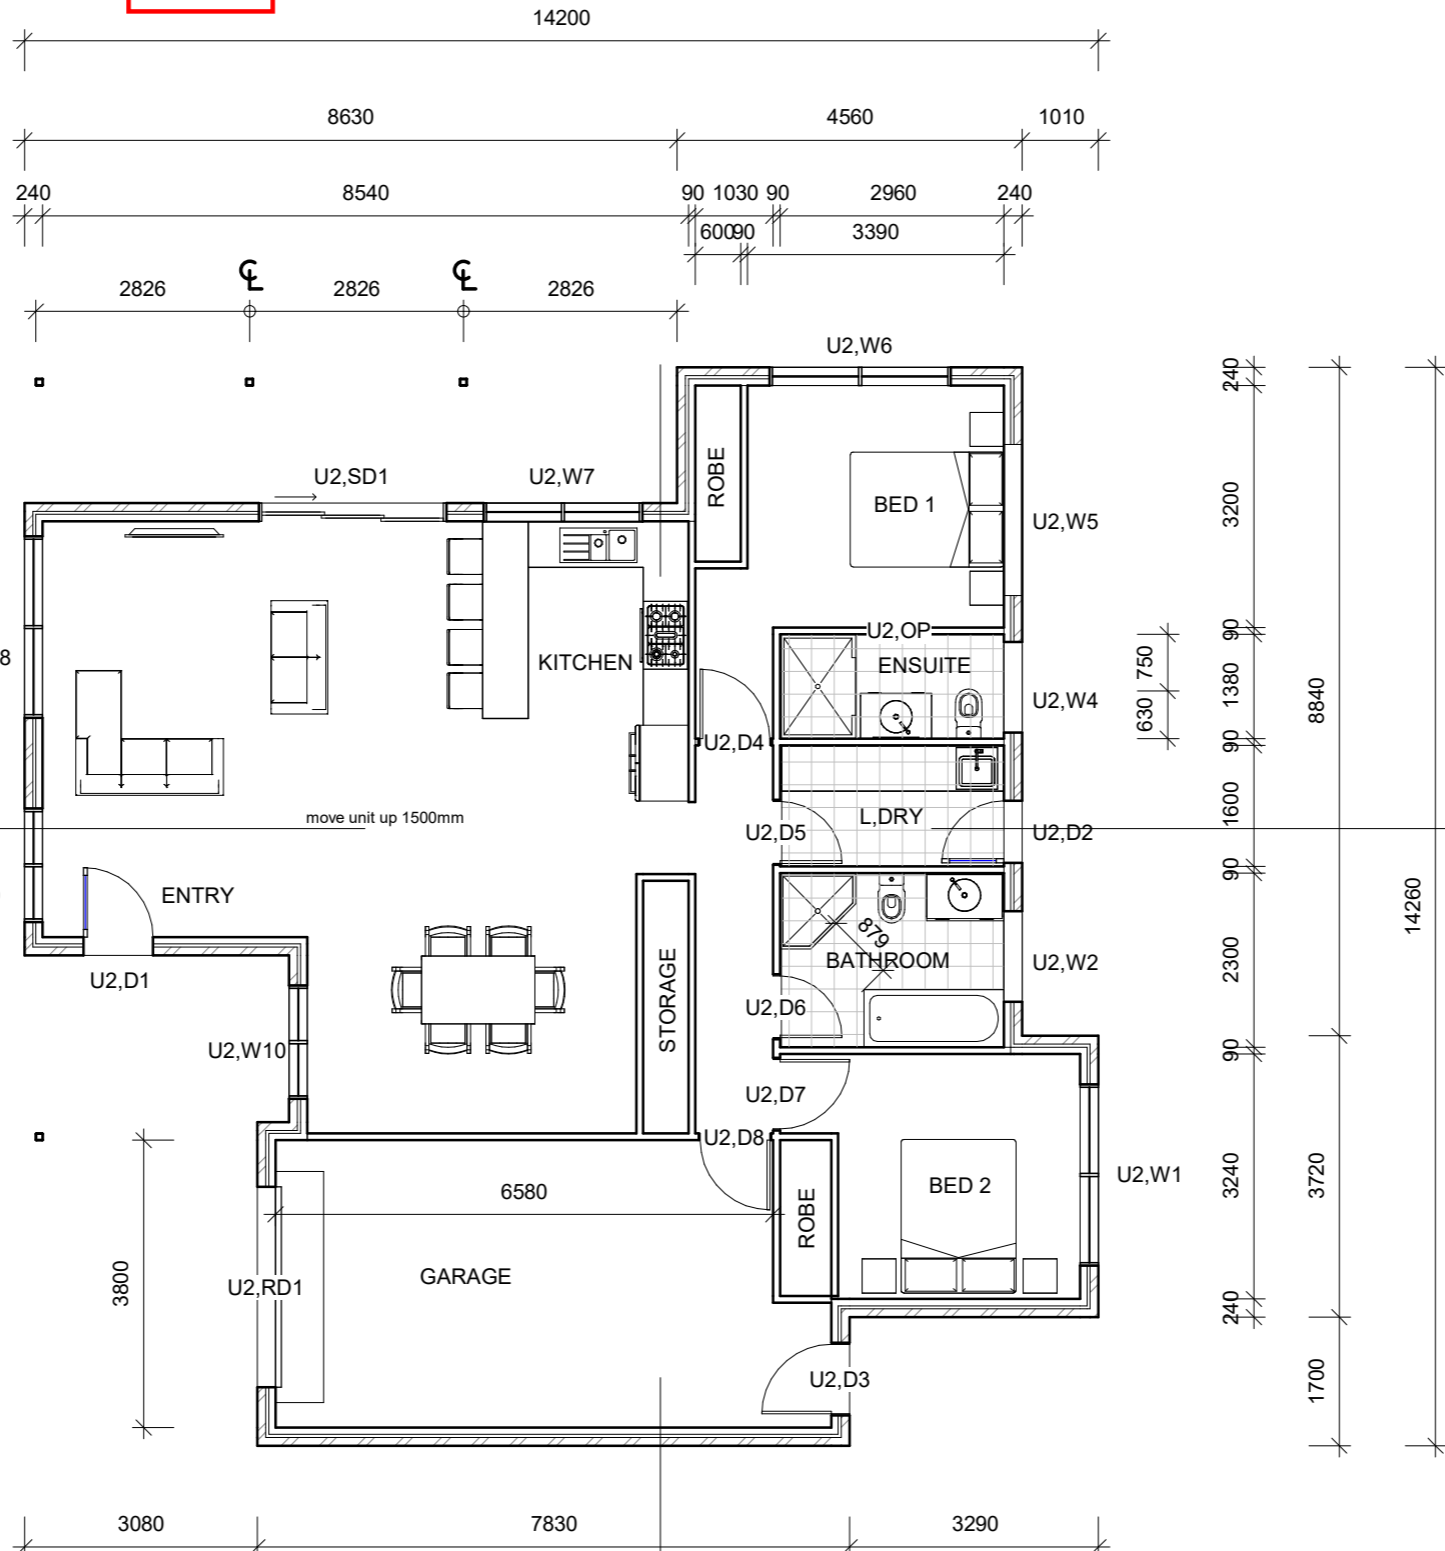 14200
8630 4560 1010
240 8540 90 1030 90 2960 240
600 90 3390
2826 2826 2826
℄ ℄
U2,W6
U2,SD1 U2,W7
ROBE
BED 1
U2,W5
240
3200
90
U2,OP
ENSUITE
KITCHEN
8
750
630
1380
U2,W4
8840
U2,D4
90
move unit up 1500mm
L,DRY
U2,D5
U2,D2
1600
90
ENTRY
879
BATHROOM
U2,W2
2300
14260
U2,D1
STORAGE
U2,D6
U2,W10
90
U2,D7
U2,D8
6580
BED 2
U2,W1
3240
3720
ROBE
3800
U2,RD1
GARAGE
240
U2,D3
1700
3080 7830 3290